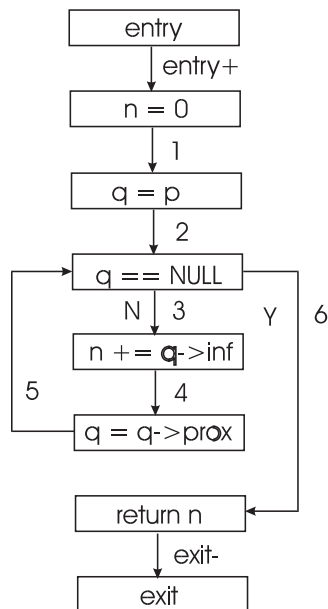 entry
entry+
n = 0
1
q = p
2
q == NULL
N 3 Y 6
n += q->inf
5 4
q = q->prox
return n
exit-
exit